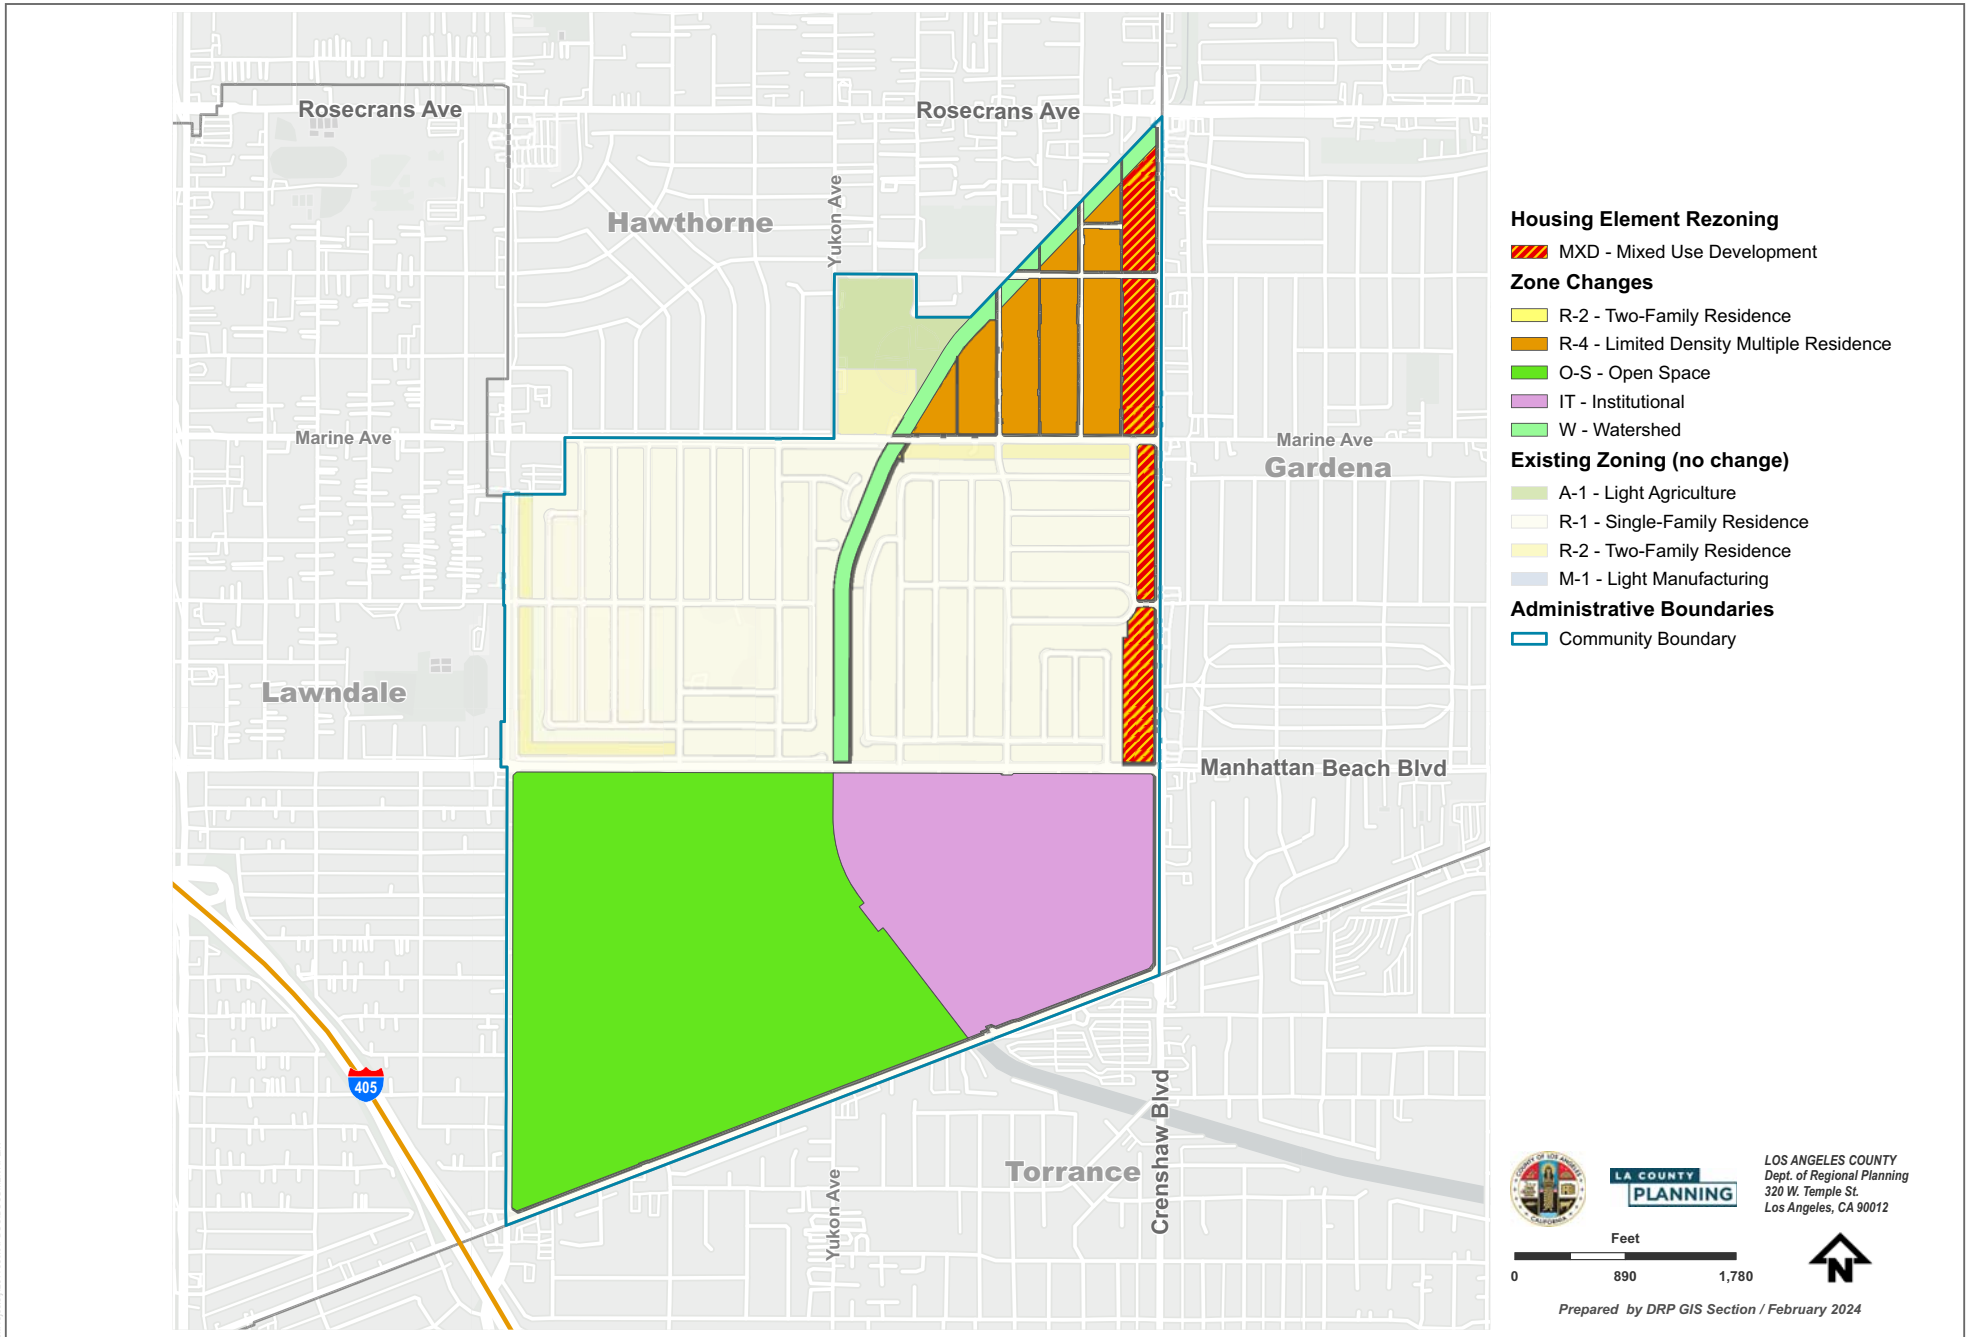 Rosecrans Ave
Rosecrans Ave
Hawthorne
Yukon Ave
Marine Ave
Marine Ave
Gardena
Lawndale
Manhattan Beach Blvd
405
Torrance
Crenshaw Blvd
Yukon Ave
Housing Element Rezoning
MXD - Mixed Use Development
Zone Changes
R-2 - Two-Family Residence
R-4 - Limited Density Multiple Residence
O-S - Open Space
IT - Institutional
W - Watershed
Existing Zoning (no change)
A-1 - Light Agriculture
R-1 - Single-Family Residence
R-2 - Two-Family Residence
M-1 - Light Manufacturing
Administrative Boundaries
Community Boundary
COUNTY OF LOS ANGELES
CALIFORNIA
LA COUNTY
PLANNING
LOS ANGELES COUNTY
Dept. of Regional Planning
320 W. Temple St.
Los Angeles, CA 90012
Feet
0 890 1,780
N
Prepared by DRP GIS Section / February 2024